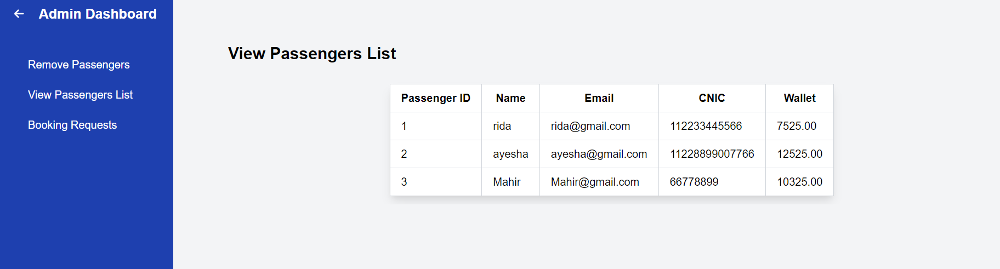 Admin Dashboard
Remove Passengers
View Passengers List
Booking Requests
View Passengers List
Passenger ID Name Email CNIC Wallet
1 rida rida@gmail.com 112233445566 7525.00
2 ayesha ayesha@gmail.com 11228899007766 12525.00
3 Mahir Mahir@gmail.com 66778899 10325.00